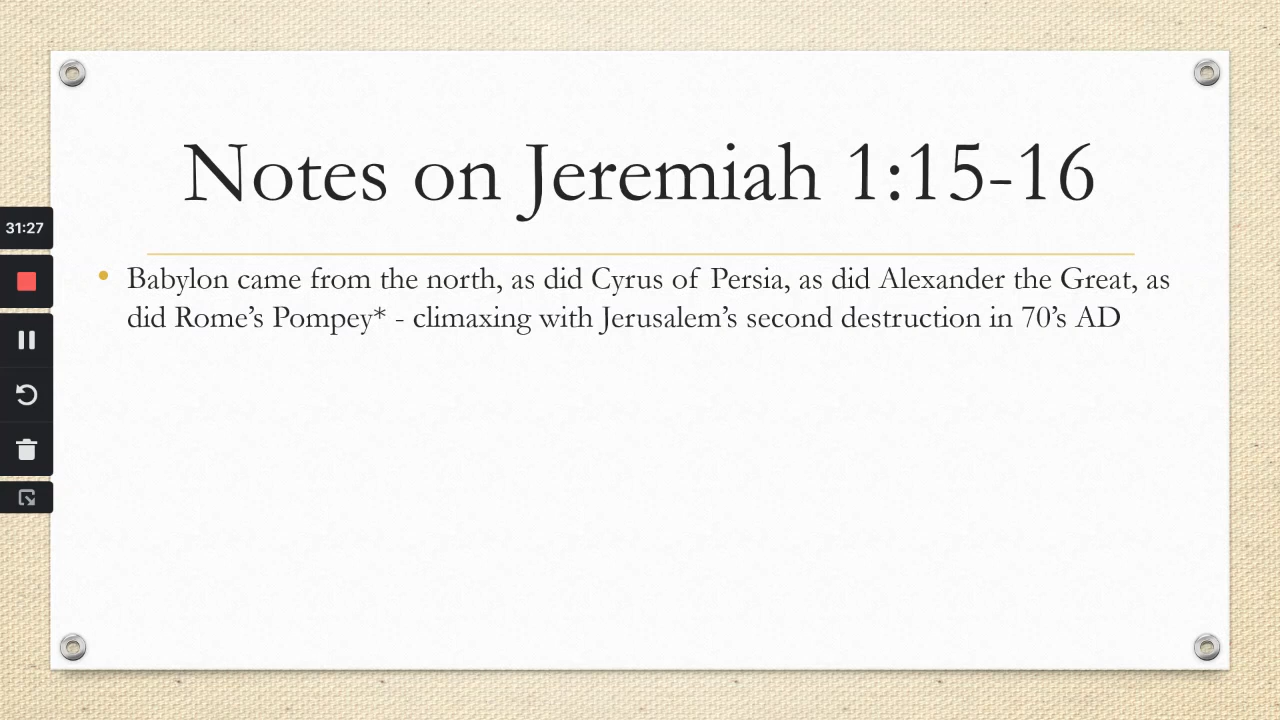 Notes on Jeremiah 1:15-16
31:27
• Babylon came from the north, as did Cyrus of Persia, as did Alexander the Great, as
did Rome’s Pompey* - climaxing with Jerusalem’s second destruction in 70’s AD